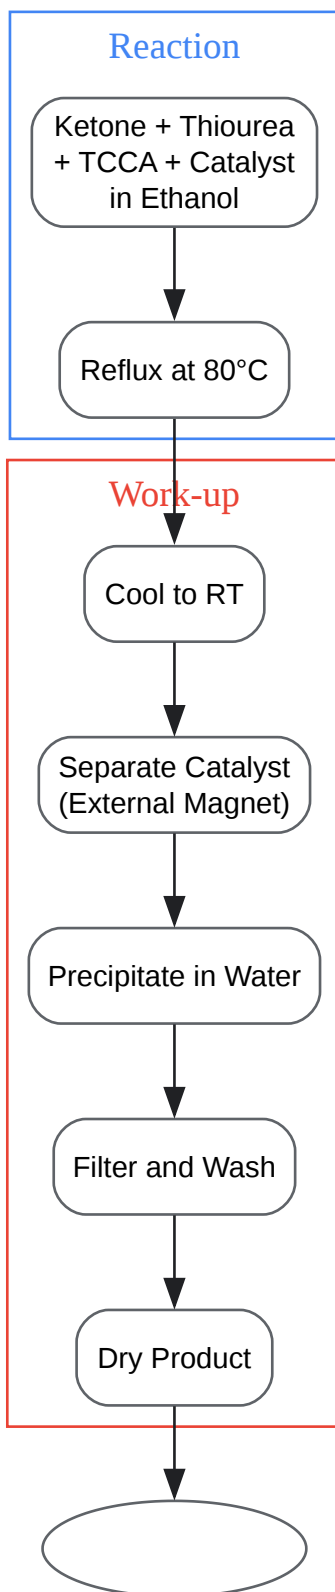 Reaction
Ketone + Thiourea
+ TCCA + Catalyst
in Ethanol
Reflux at 80°C
Work-up
Cool to RT
Separate Catalyst
(External Magnet)
Precipitate in Water
Filter and Wash
Dry Product